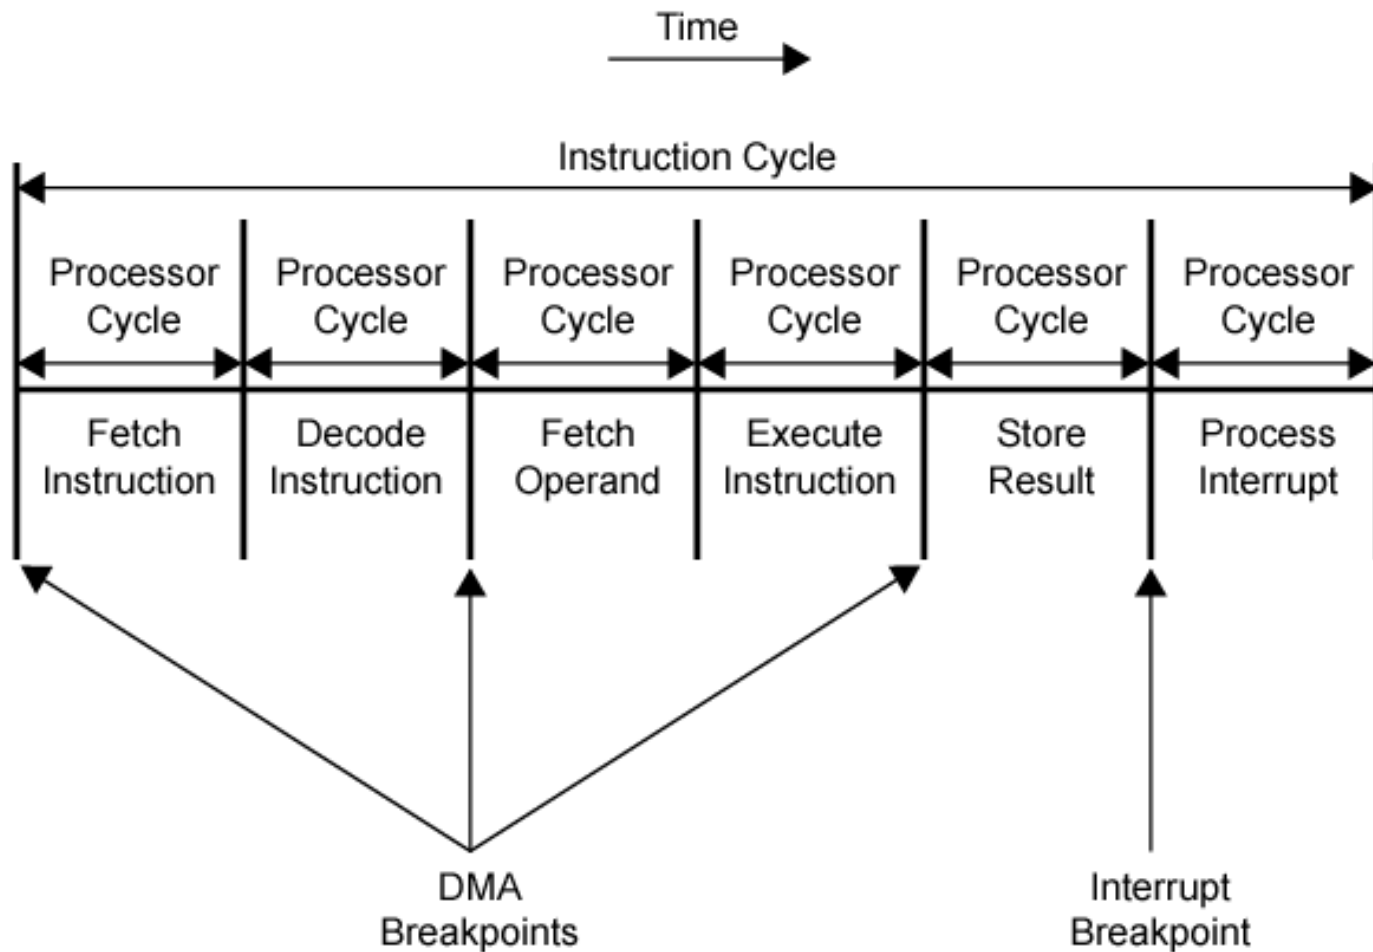 Time
Instruction Cycle
Processor Cycle
Processor Cycle
Processor Cycle
Processor Cycle
Processor Cycle
Processor Cycle
Fetch
Instruction
Decode
Instruction
Fetch
Operand
Execute
Instruction
Store
Result
Process
Interrupt
DMA
Breakpoints
Interrupt
Breakpoint